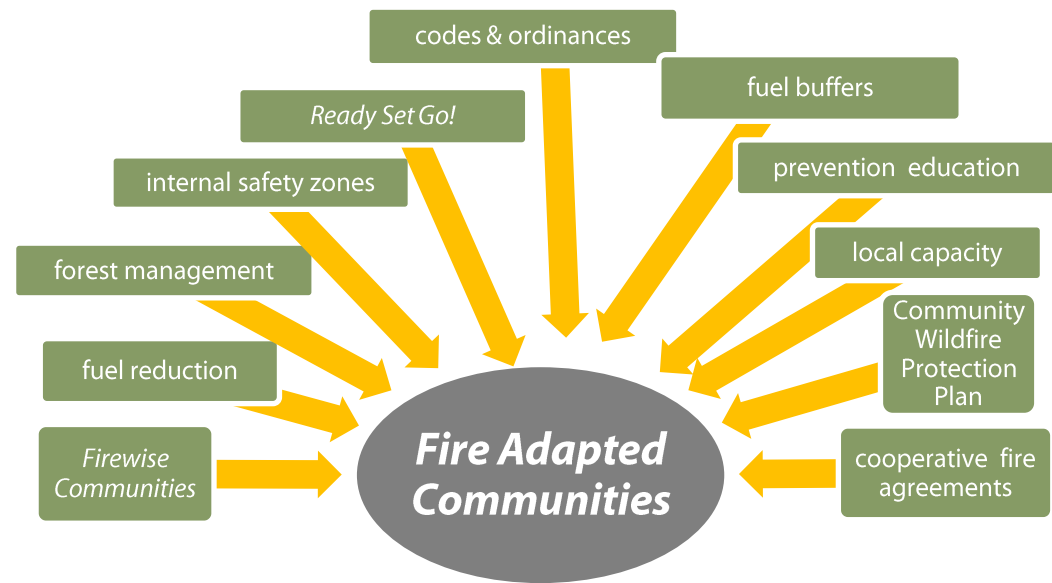 codes & ordinances
fuel buffers
Ready Set Go!
prevention education
internal safety zones
local capacity
forest management
Community
Wildfire
Protection
Plan
fuel reduction
Fire Adapted
Communities
Firewise
Communities
cooperative fire
agreements